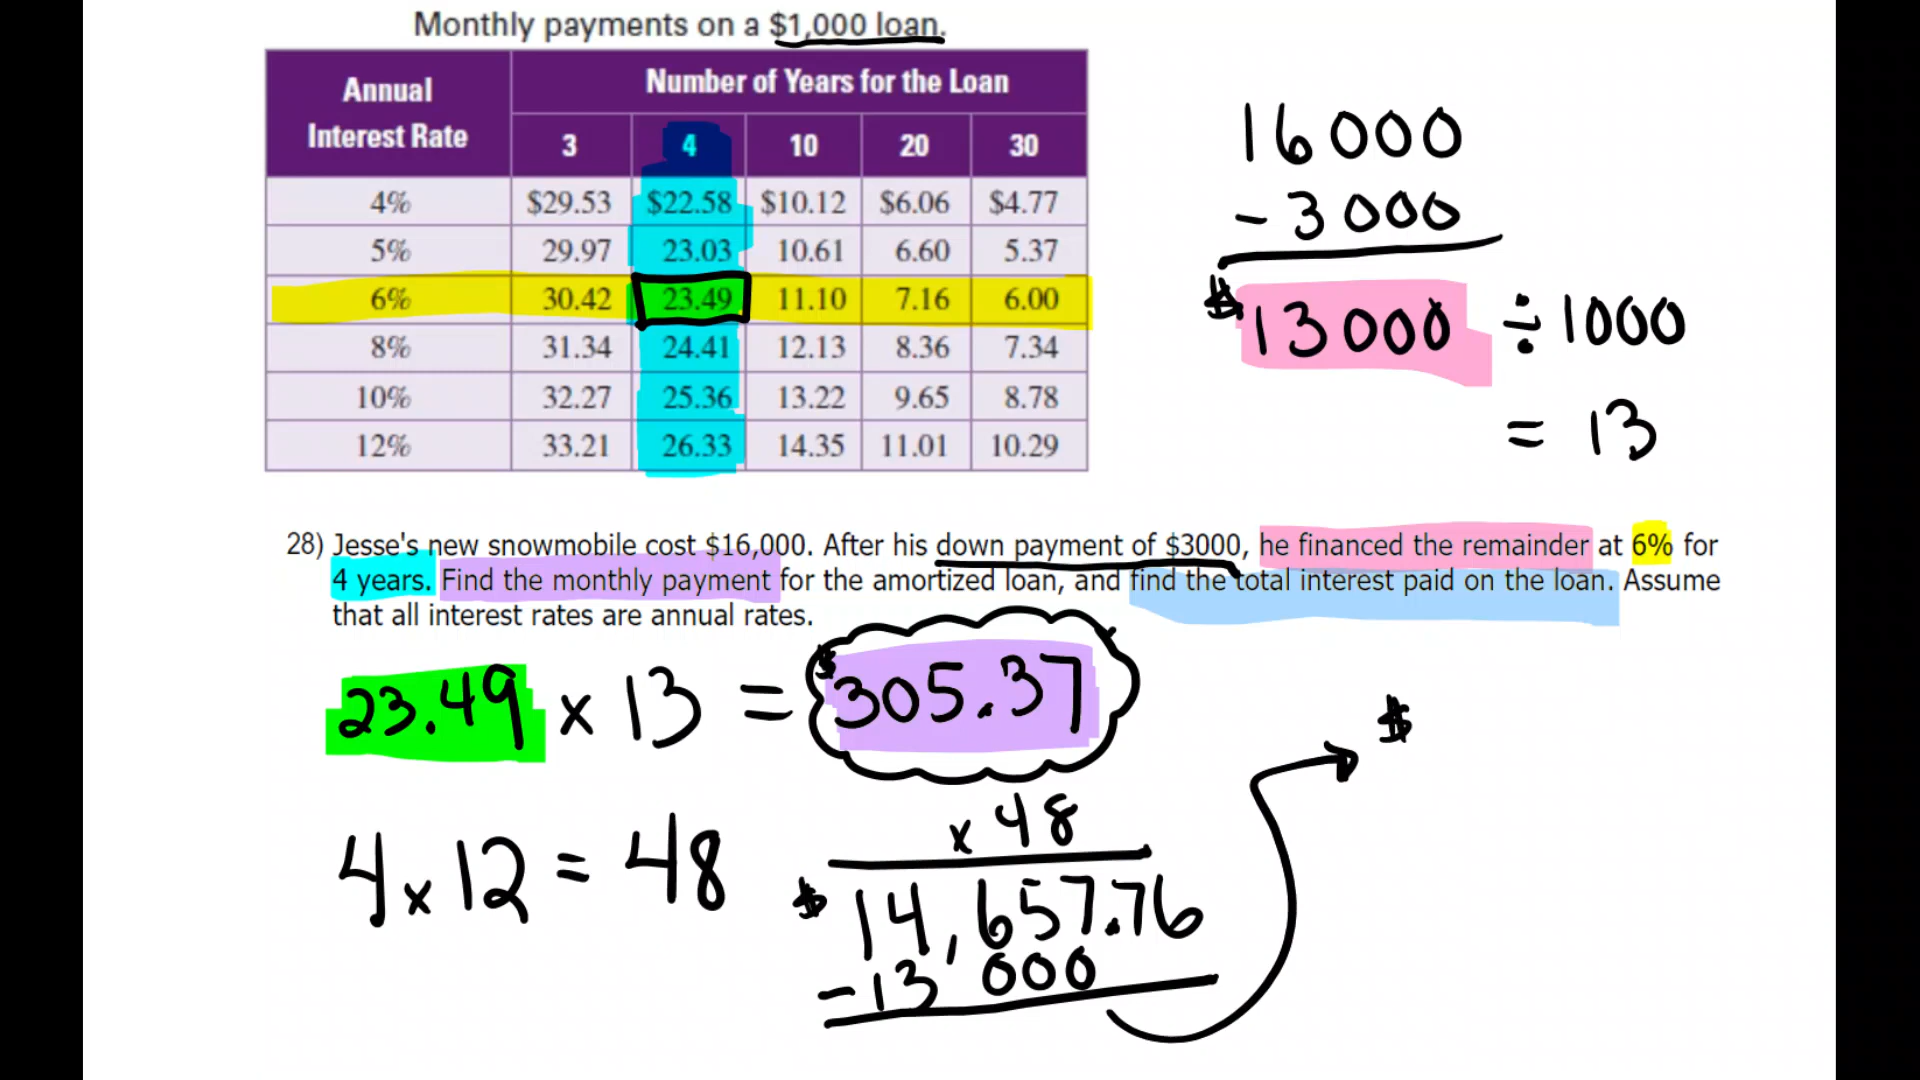 Monthly payments on a $1,000 loan.
Annual Interest Rate Number of Years for the Loan
3 4 10 20 30
4% $29.53 $22.58 $10.12 $6.06 $4.77
5% 29.97 23.03 10.61 6.60 5.37
6% 30.42 23.49 11.10 7.16 6.00
8% 31.34 24.41 12.13 8.36 7.34
10% 32.27 25.36 13.22 9.65 8.78
12% 33.21 26.33 14.35 11.01 10.29
16000
- 3000
$13000 ÷ 1000
= 13
28) Jesse's new snowmobile cost $16,000. After his down payment of $3000, he financed the remainder at 6% for
4 years. Find the monthly payment for the amortized loan, and find the total interest paid on the loan. Assume
that all interest rates are annual rates.
23.49 x 13 = $305.37
4 x 12 = 48
x 48
$14,657.76
- 13 000
$